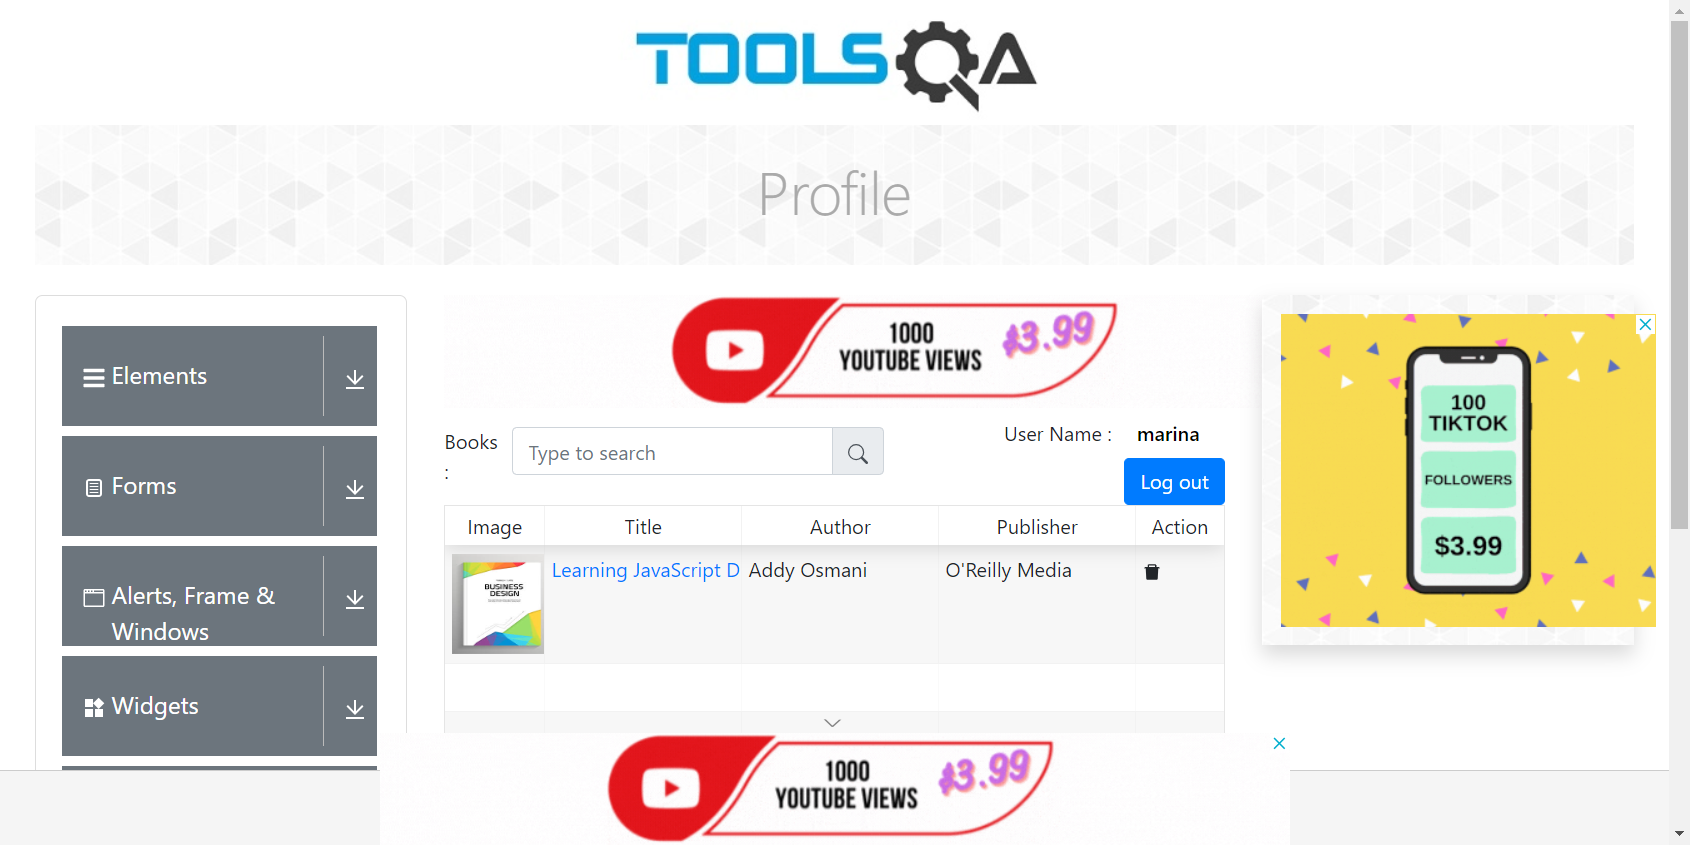 TOOLSQA
Profile
Elements
Forms
Alerts, Frame &
Windows
Widgets
1000
YOUTUBE VIEWS
$3.99
Books
:
Type to search
User Name :
marina
Log out
Image
Title
Author
Publisher
Action
BUSINESS
DESIGN
Learning JavaScript D
Addy Osmani
O'Reilly Media
100
TIKTOK
FOLLOWERS
$3.99
1000
YOUTUBE VIEWS
$3.99